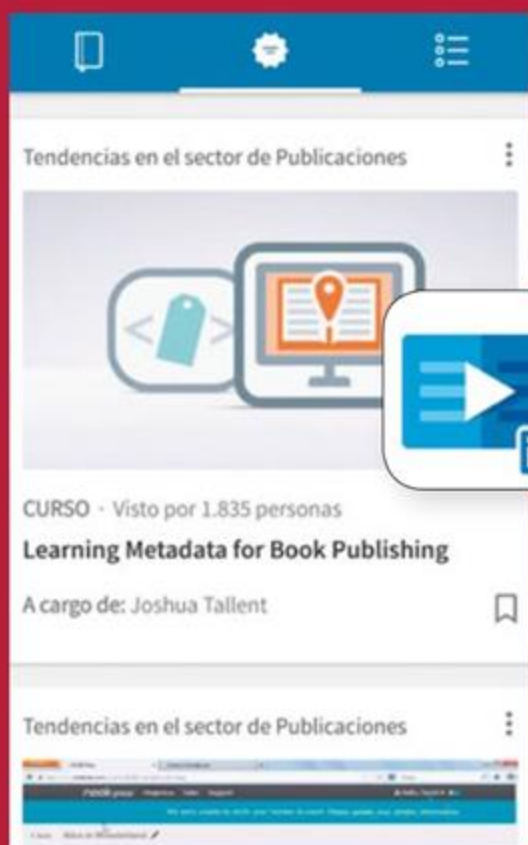 Tendencias en el sector de Publicaciones
CURSO · Visto por 1.835 personas
Learning Metadata for Book Publishing
A cargo de: Joshua Tallent
Tendencias en el sector de Publicaciones